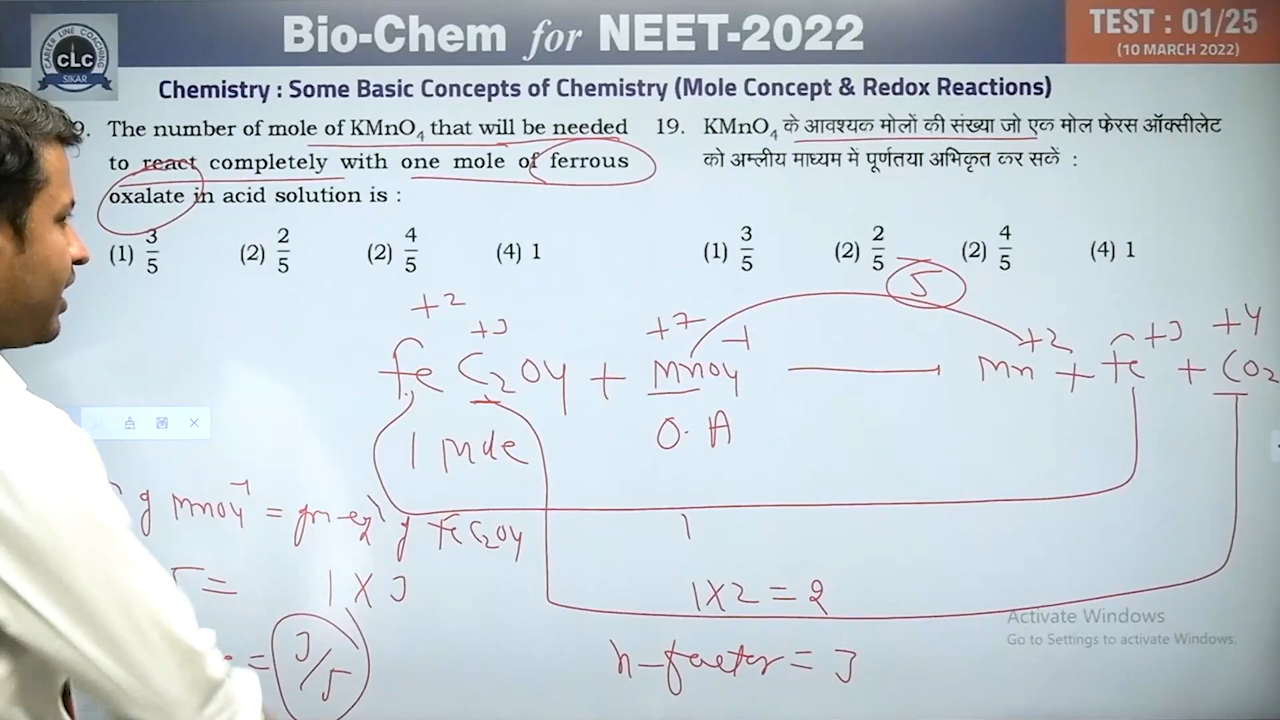 CAREER LINE COACHING
CLC
SIKAR
Bio-Chem for NEET-2022
TEST : 01/25
(10 MARCH 2022)
Chemistry : Some Basic Concepts of Chemistry (Mole Concept & Redox Reactions)
9. The number of mole of KMnO4 that will be needed
to react completely with one mole of ferrous
oxalate in acid solution is :
(1) 3/5 (2) 2/5 (2) 4/5 (4) 1
19. KMnO4 के आवश्यक मोलों की संख्या जो एक मोल फेरस ऑक्सीलेट
को अम्लीय माध्यम में पूर्णतया अभिकृत कर सकें :
(1) 3/5 (2) 2/5 (2) 4/5 (4) 1
5
+2 +3 +7 -1 +2 +3 +4
Fe C2O4 + MnO4 —— Mn + Fe + CO2
1 mole O.A
g MnO4-1 = gm-eq g FeC2O4
1
5 = 1 X 3
1X2 = 2
= 3/5
n-factor = 3
Activate Windows
Go to Settings to activate Windows.